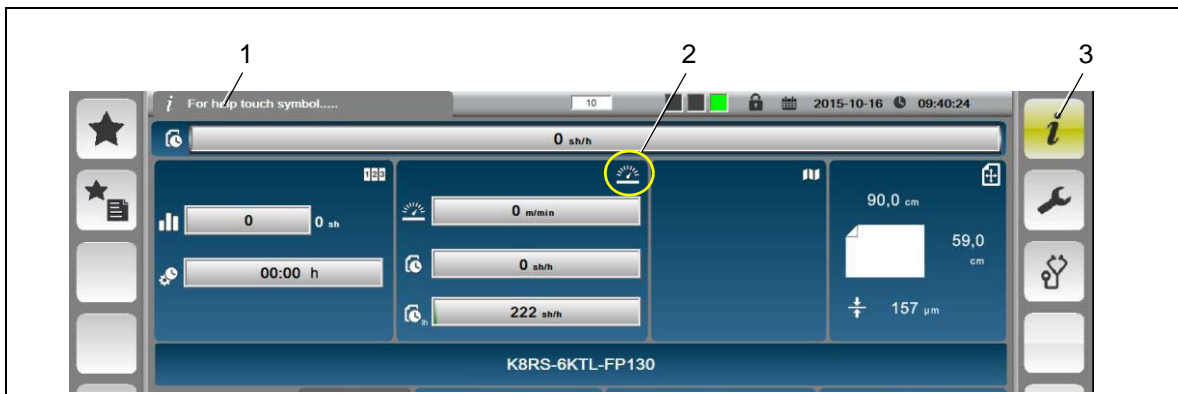 1 2 3
i For help touch symbol..... 10 2015-10-16 09:40:24
i
0 sh/h
123
0 0 sh
00:00 h
0 m/min
0 sh/h
1h 222 sh/h
90,0 cm
59,0
cm
157 µm
K8RS-6KTL-FP130